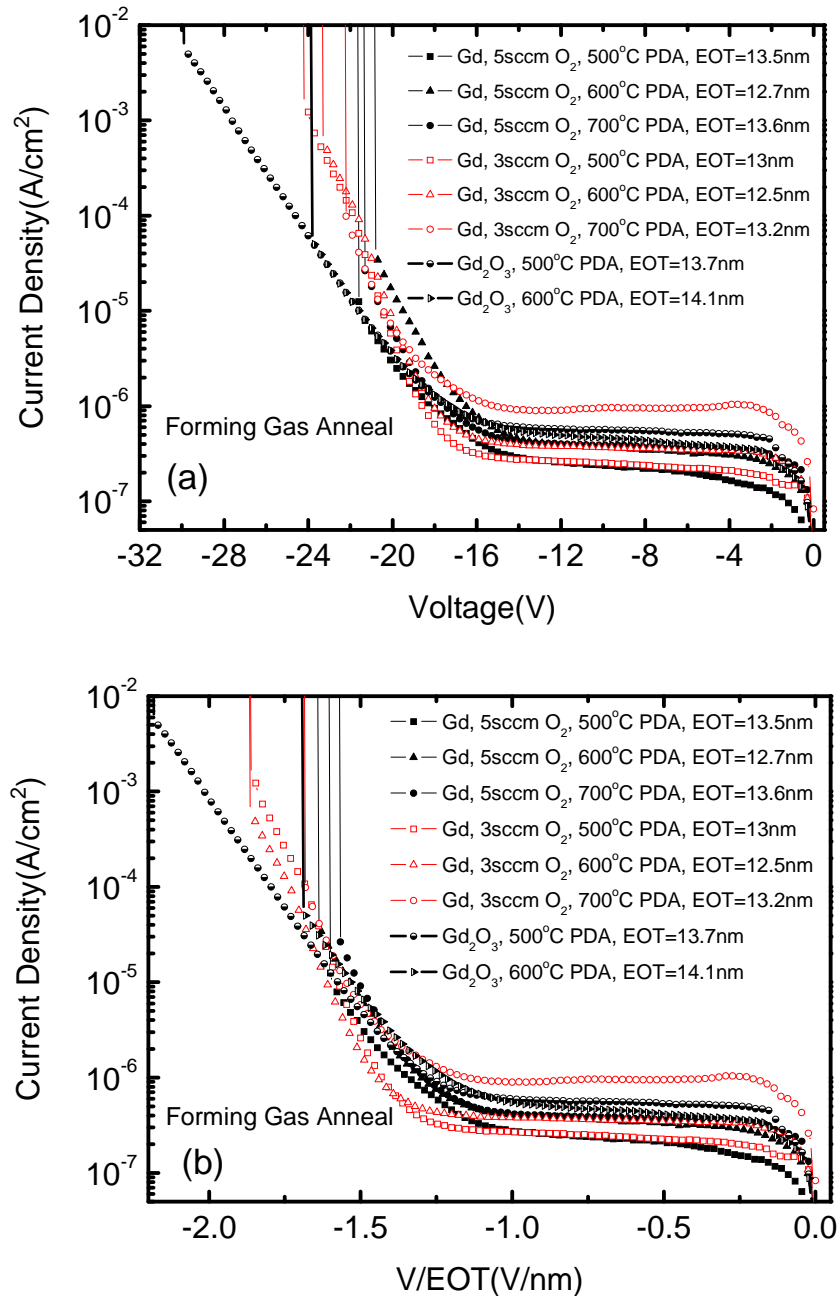 10^-2
10^-3
10^-4
10^-5
10^-6
10^-7
Current Density(A/cm²)
Gd, 5sccm O₂, 500°C PDA, EOT=13.5nm
Gd, 5sccm O₂, 600°C PDA, EOT=12.7nm
Gd, 5sccm O₂, 700°C PDA, EOT=13.6nm
Gd, 3sccm O₂, 500°C PDA, EOT=13nm
Gd, 3sccm O₂, 600°C PDA, EOT=12.5nm
Gd, 3sccm O₂, 700°C PDA, EOT=13.2nm
Gd₂O₃, 500°C PDA, EOT=13.7nm
Gd₂O₃, 600°C PDA, EOT=14.1nm
Forming Gas Anneal
(a)
-32 -28 -24 -20 -16 -12 -8 -4 0
Voltage(V)
10^-2
10^-3
10^-4
10^-5
10^-6
10^-7
Current Density(A/cm²)
Gd, 5sccm O₂, 500°C PDA, EOT=13.5nm
Gd, 5sccm O₂, 600°C PDA, EOT=12.7nm
Gd, 5sccm O₂, 700°C PDA, EOT=13.6nm
Gd, 3sccm O₂, 500°C PDA, EOT=13nm
Gd, 3sccm O₂, 600°C PDA, EOT=12.5nm
Gd, 3sccm O₂, 700°C PDA, EOT=13.2nm
Gd₂O₃, 500°C PDA, EOT=13.7nm
Gd₂O₃, 600°C PDA, EOT=14.1nm
Forming Gas Anneal
(b)
-2.0 -1.5 -1.0 -0.5 0.0
V/EOT(V/nm)